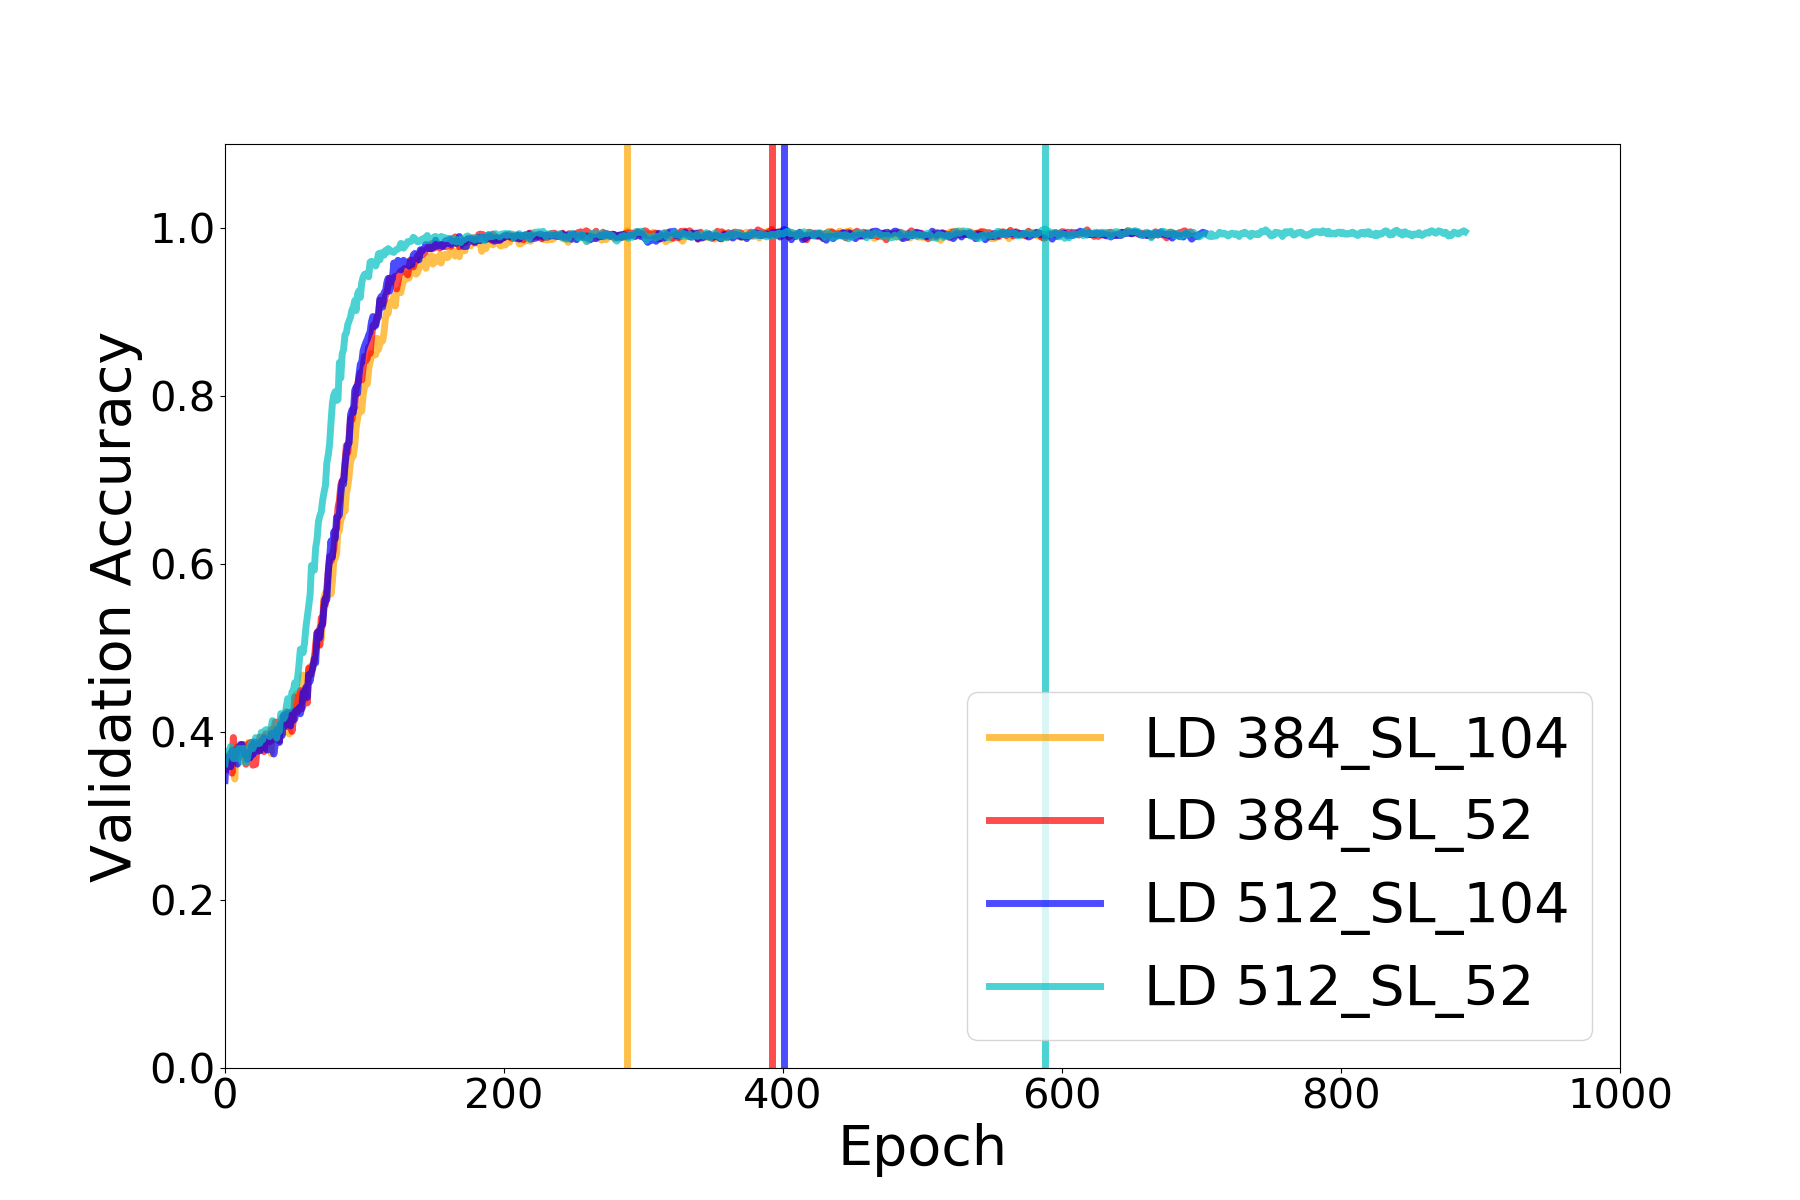 Validation Accuracy
1.0
0.8
0.6
0.4
0.2
0.0
0 200 400 600 800 1000
Epoch
LD 384_SL_104
LD 384_SL_52
LD 512_SL_104
LD 512_SL_52